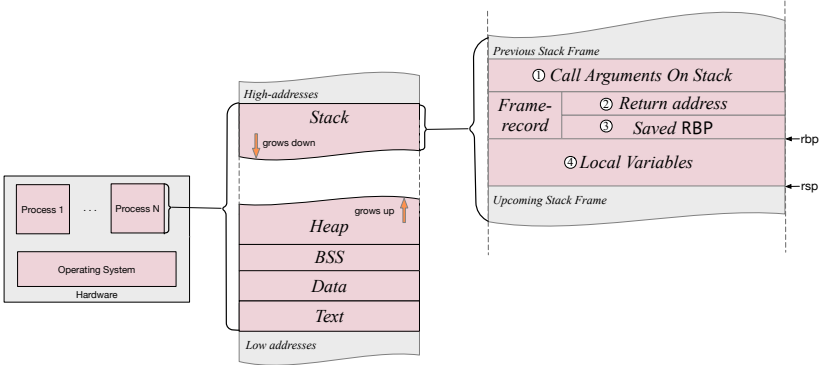 Process 1
. . .
Process N
Operating System
Hardware
High-addresses
Stack
grows down
grows up
Heap
BSS
Data
Text
Low addresses
Previous Stack Frame
① Call Arguments On Stack
Frame-
record
② Return address
③ Saved RBP
rbp
④ Local Variables
rsp
Upcoming Stack Frame